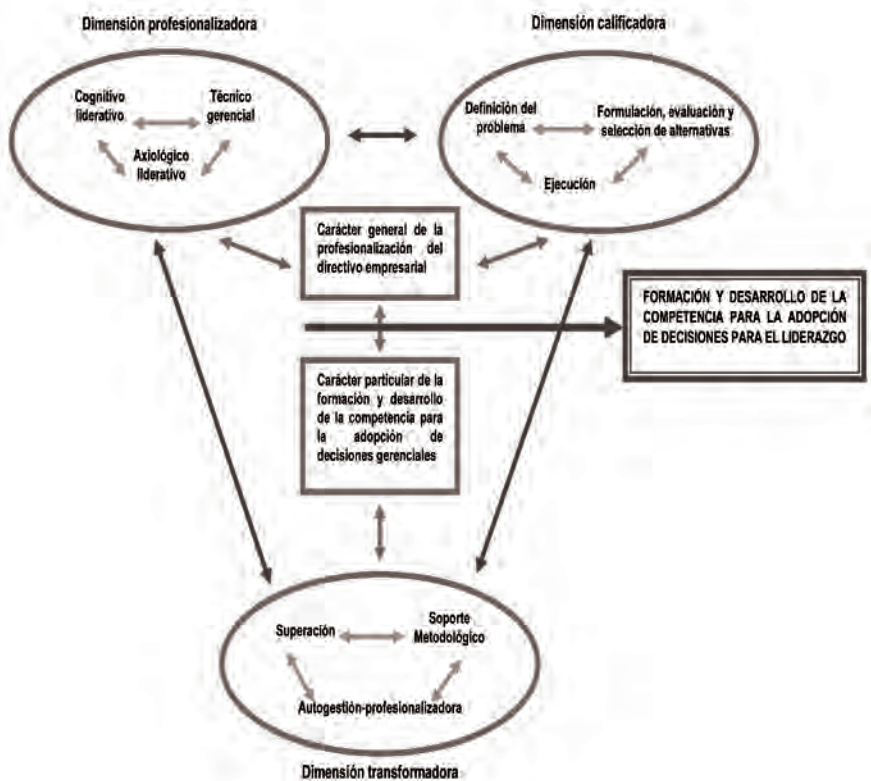 Dimensión profesionalizadora
Dimensión calificadora
Cognitivo
liderativo
Técnico
gerencial
Axiológico
liderativo
Definición del
problema
Formulación, evaluación y
selección de alternativas
Ejecución
Carácter general de la
profesionalización del
directivo empresarial
FORMACIÓN Y DESARROLLO DE LA
COMPETENCIA PARA LA ADOPCIÓN
DE DECISIONES PARA EL LIDERAZGO
Carácter particular de la
formación y desarrollo
de la competencia para
la adopción de
decisiones gerenciales
Superación
Soporte
Metodológico
Autogestión-profesionalizadora
Dimensión transformadora